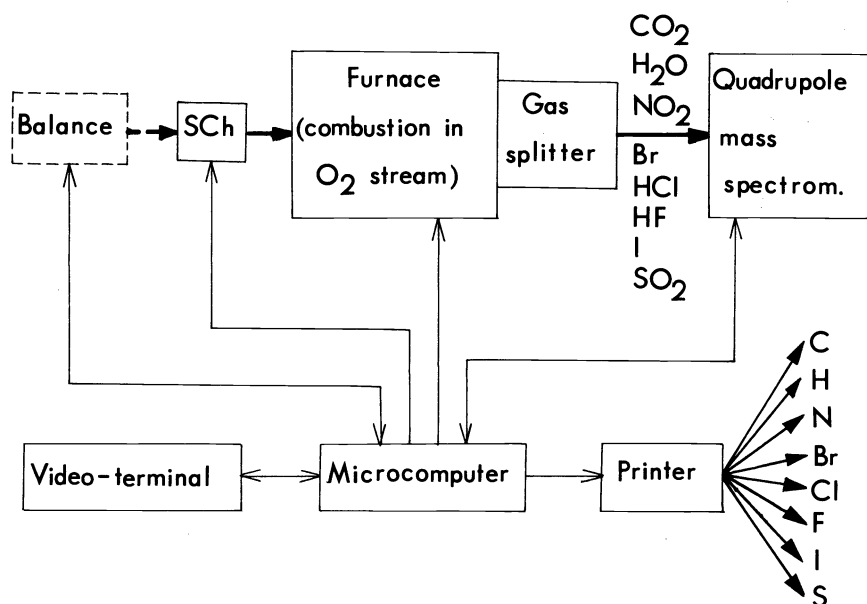 Balance
SCh
Furnace
(combustion in
O2 stream)
Gas
splitter
CO2
H2O
NO2
Br
HCl
HF
I
SO2
Quadrupole
mass
spectrom.
Video-terminal
Microcomputer
Printer
C
H
N
Br
Cl
F
I
S